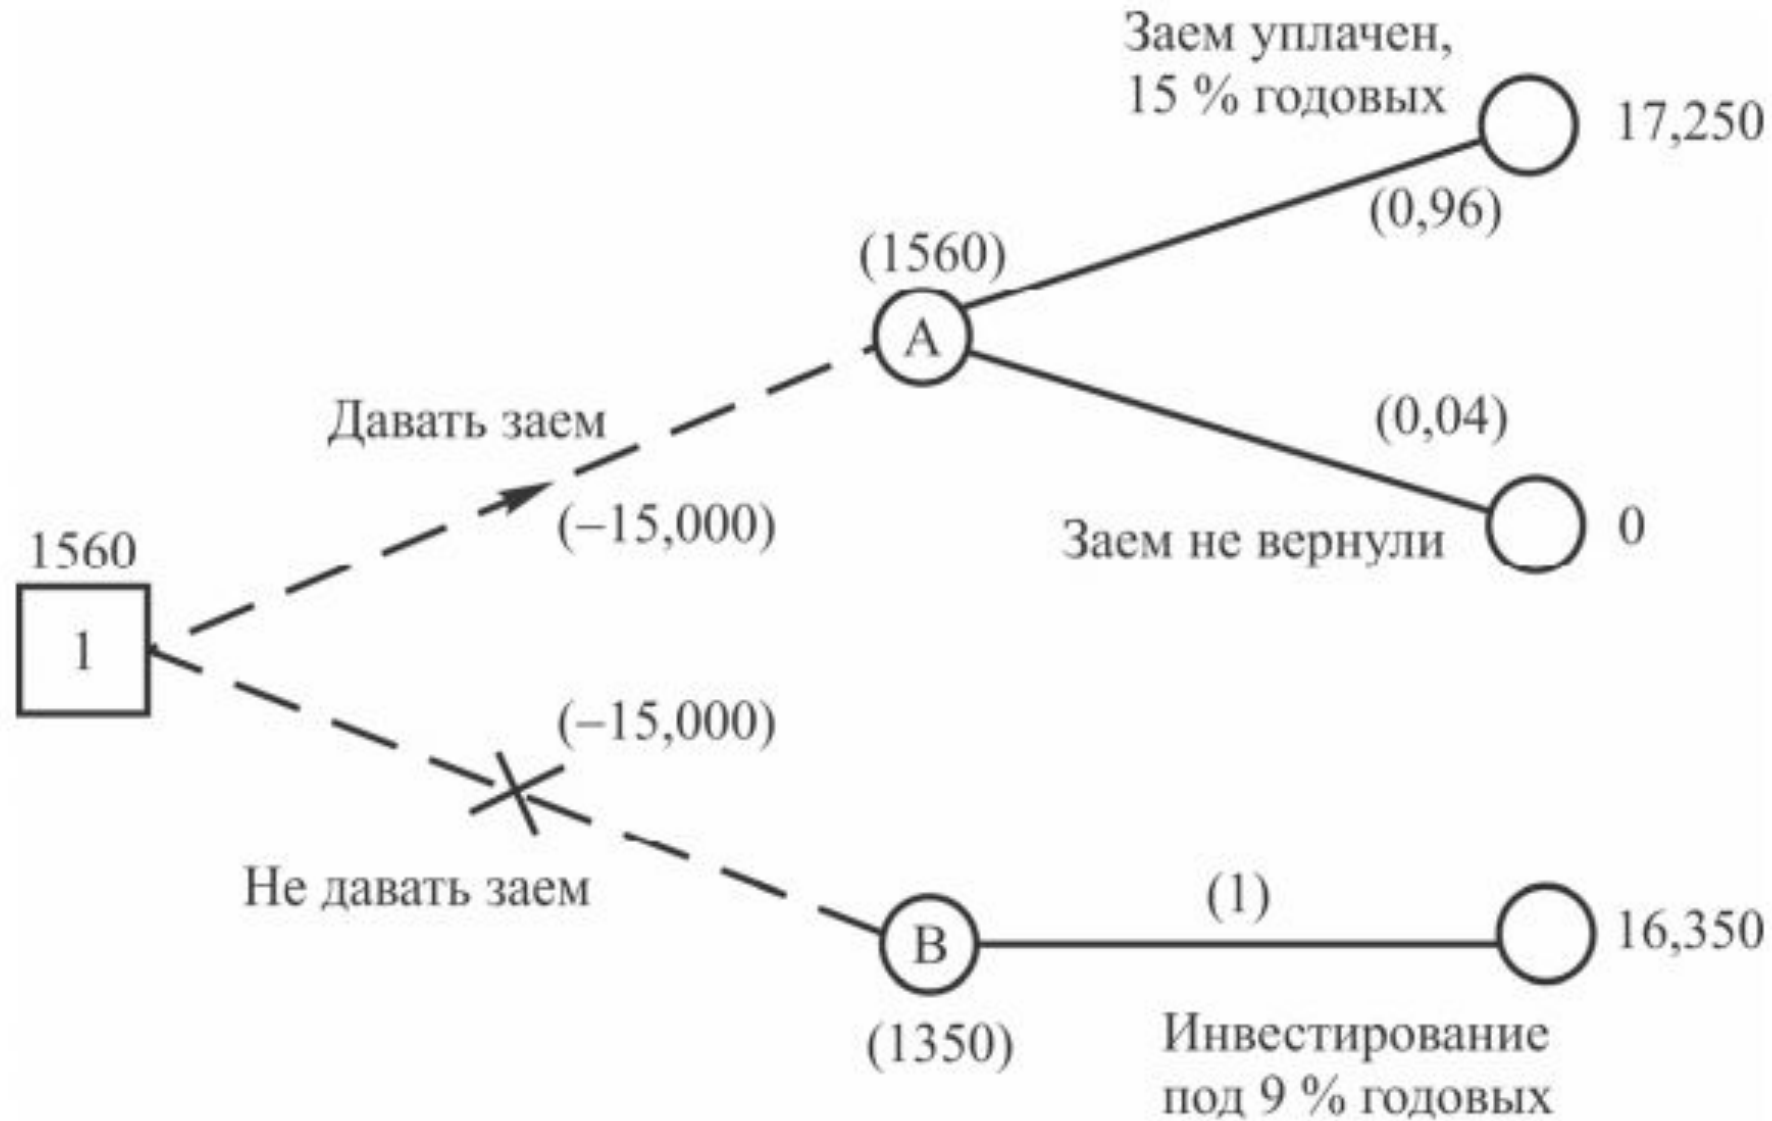 Заем уплачен,
15 % годовых
17,250
(0,96)
(1560)
А
(0,04)
Давать заем
(–15,000)
Заем не вернули
0
1560
1
(–15,000)
Не давать заем
(1)
В
16,350
(1350)
Инвестирование
под 9 % годовых